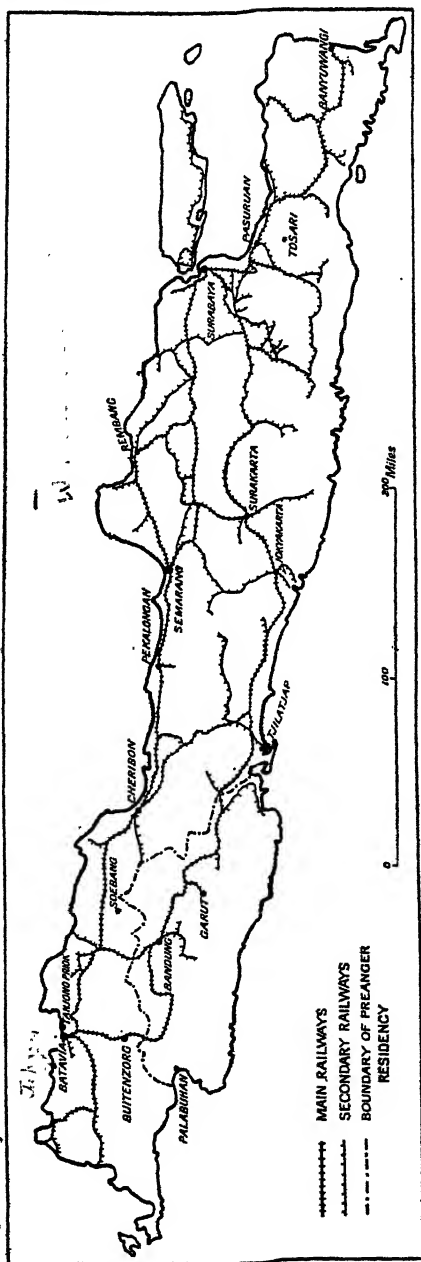 BATAVIA
TANJONG PRIOK
BUITENZORG
PALABUHAN
SOEBANG
BANDUNG
GARUT
CHERIBON
PEKALONGAN
SEMARANG
TJILATJAP
DJOKYAKARTA
SURAKARTA
REMBANG
SURABAYA
PASURUAN
TOSARI
BANYUWANGI
MAIN RAILWAYS
SECONDARY RAILWAYS
BOUNDARY OF PREANGER
RESIDENCY
0 100 200 Miles